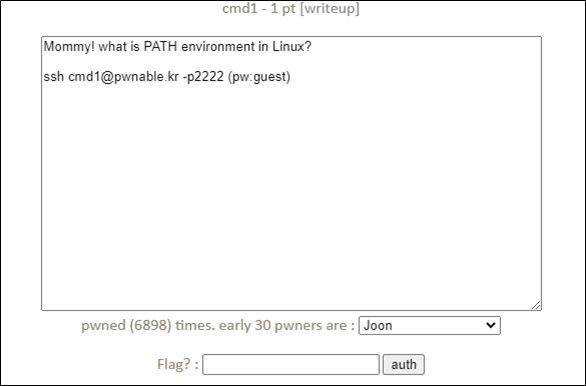 cmd1 - 1 pt [writeup]
Mommy! what is PATH environment in Linux?
ssh cmd1@pwnable.kr -p2222 (pw:guest)
pwned (6898) times. early 30 pwners are : Joon
Flag? : auth